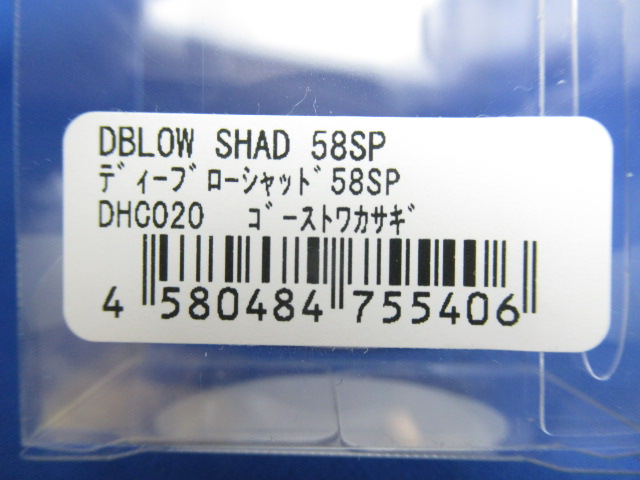 DBLOW SHAD 58SP
ﾃﾞｨｰﾌﾞﾛｰｼｬｯﾄﾞ58SP
DHC020 ｺﾞｰｽﾄﾜｶｻｷﾞ
4 580484 755406